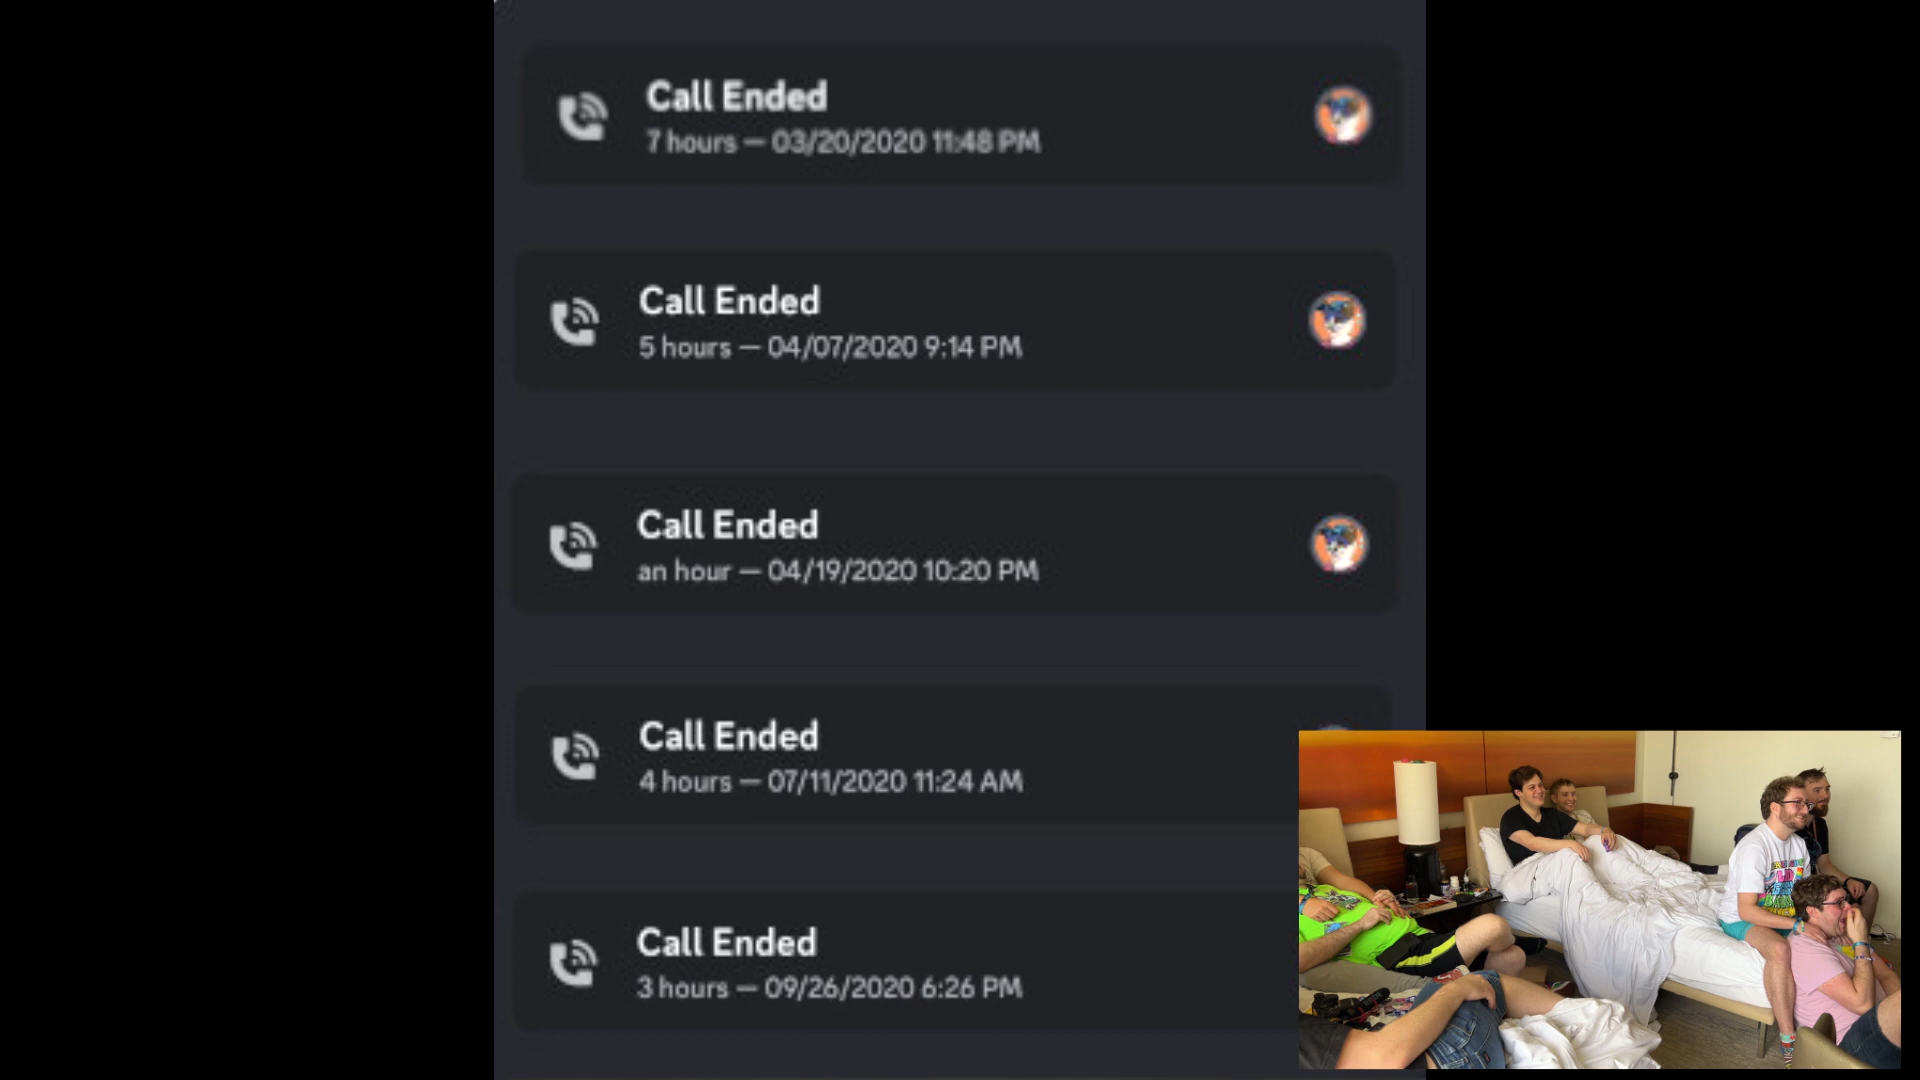 Call Ended
7 hours — 03/20/2020 11:48 PM
Call Ended
5 hours — 04/07/2020 9:14 PM
Call Ended
an hour — 04/19/2020 10:20 PM
Call Ended
4 hours — 07/11/2020 11:24 AM
Call Ended
3 hours — 09/26/2020 6:26 PM